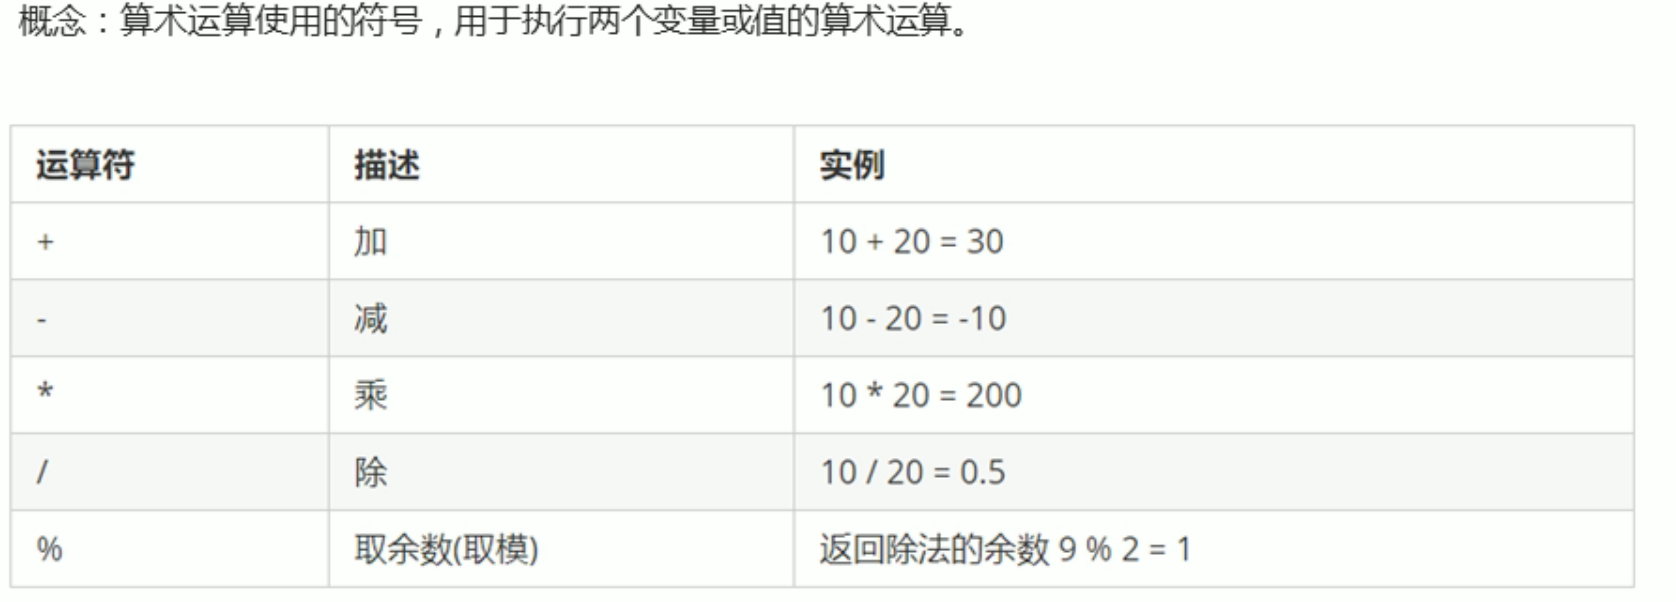 概念：算术运算使用的符号，用于执行两个变量或值的算术运算。
运算符 描述 实例
+ 加 10 + 20 = 30
- 减 10 - 20 = -10
* 乘 10 * 20 = 200
/ 除 10 / 20 = 0.5
% 取余数(取模) 返回除法的余数 9 % 2 = 1